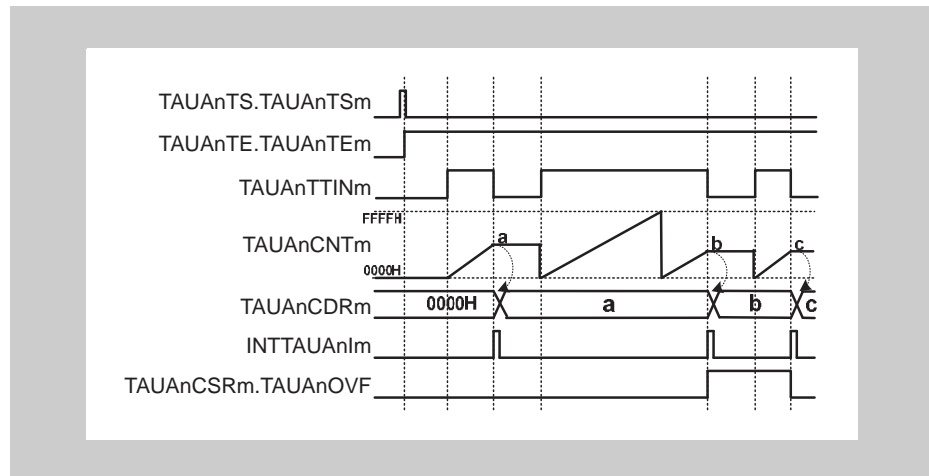 TAUAnTS.TAUAnTSm
TAUAnTE.TAUAnTEm
TAUAnTTINm
FFFFH
TAUAnCNTm
a
b
c
0000H
TAUAnCDRm
0000H
a
b
c
INTTAUAnIm
TAUAnCSRm.TAUAnOVF